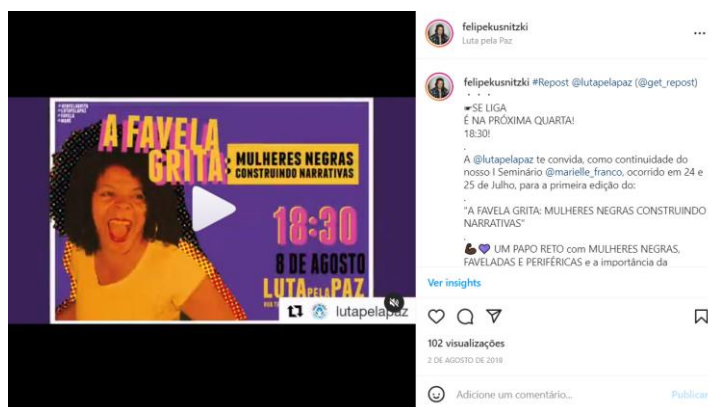 felipekusnitzki
Luta pela Paz
felipekusnitzki #Repost @lutapelapaz (@get_repost)
・・・
☛SE LIGA
É NA PRÓXIMA QUARTA!
18:30!
.
A @lutapelapaz te convida, como continuidade do
nosso I Seminário @marielle_franco, ocorrido em 24 e
25 de Julho, para a primeira edição do:
.
"A FAVELA GRITA: MULHERES NEGRAS CONSTRUINDO
NARRATIVAS"
.
💪🏿💜 UM PAPO RETO com MULHERES NEGRAS,
FAVELADAS E PERIFÉRICAS e a importância da
Ver insights
102 visualizações
2 DE AGOSTO DE 2018
Adicione um comentário...
Publicar
#LUTAPELAPAZ
#FAVELA
#MARÉ
A FAVELA
GRITA:
MULHERES NEGRAS
CONSTRUINDO NARRATIVAS
18:30
8 DE AGOSTO
LUTA PELA PAZ
lutapelapaz